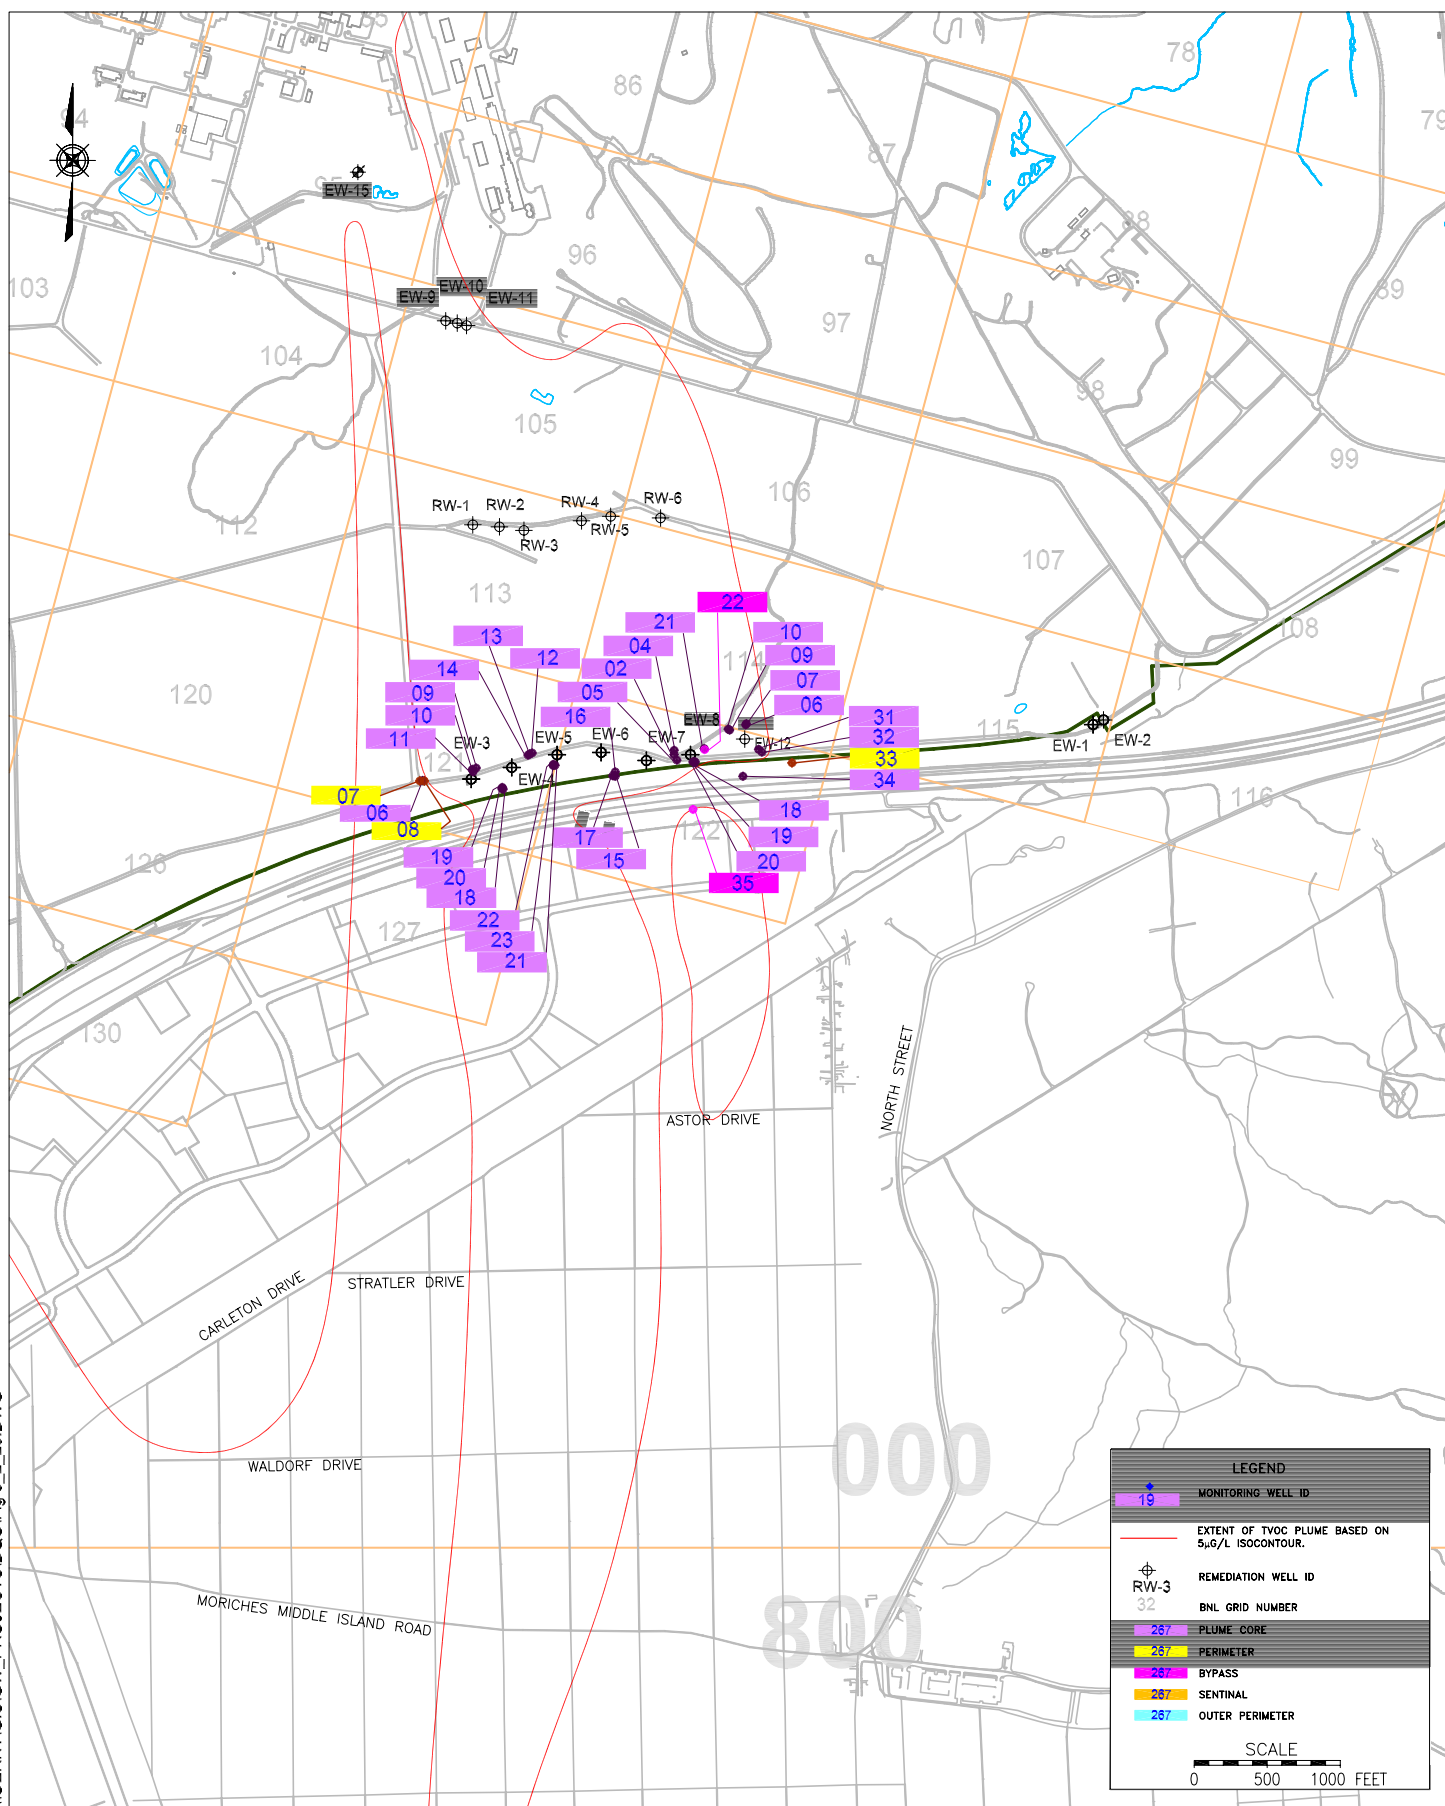 85
86
78
79
94
87
95
EW-15
88
96
103
EW-10
EW-9
EW-11
89
97
104
98
105
99
106
RW-1
RW-2
RW-4
RW-6
RW-5
RW-3
112
107
113
22
21
108
10
13
04
09
12
114
02
14
07
120
09
05
06
10
16
EW-8
31
11
115
32
EW-3
EW-5
EW-6
EW-7
EW-12
EW-1
EW-2
33
121
EW-4
34
07
116
06
18
08
17
122
19
19
15
20
126
20
35
18
22
127
23
21
130
NORTH STREET
ASTOR DRIVE
STRATLER DRIVE
CARLETON DRIVE
000
WALDORF DRIVE
800
MORICHES MIDDLE ISLAND ROAD
LEGEND
19 MONITORING WELL ID
EXTENT OF TVOC PLUME BASED ON
5µG/L ISOCONTOUR.
RW-3 REMEDIATION WELL ID
32 BNL GRID NUMBER
267 PLUME CORE
267 PERIMETER
267 BYPASS
267 SENTINAL
267 OUTER PERIMETER
SCALE
0 500 1000 FEET